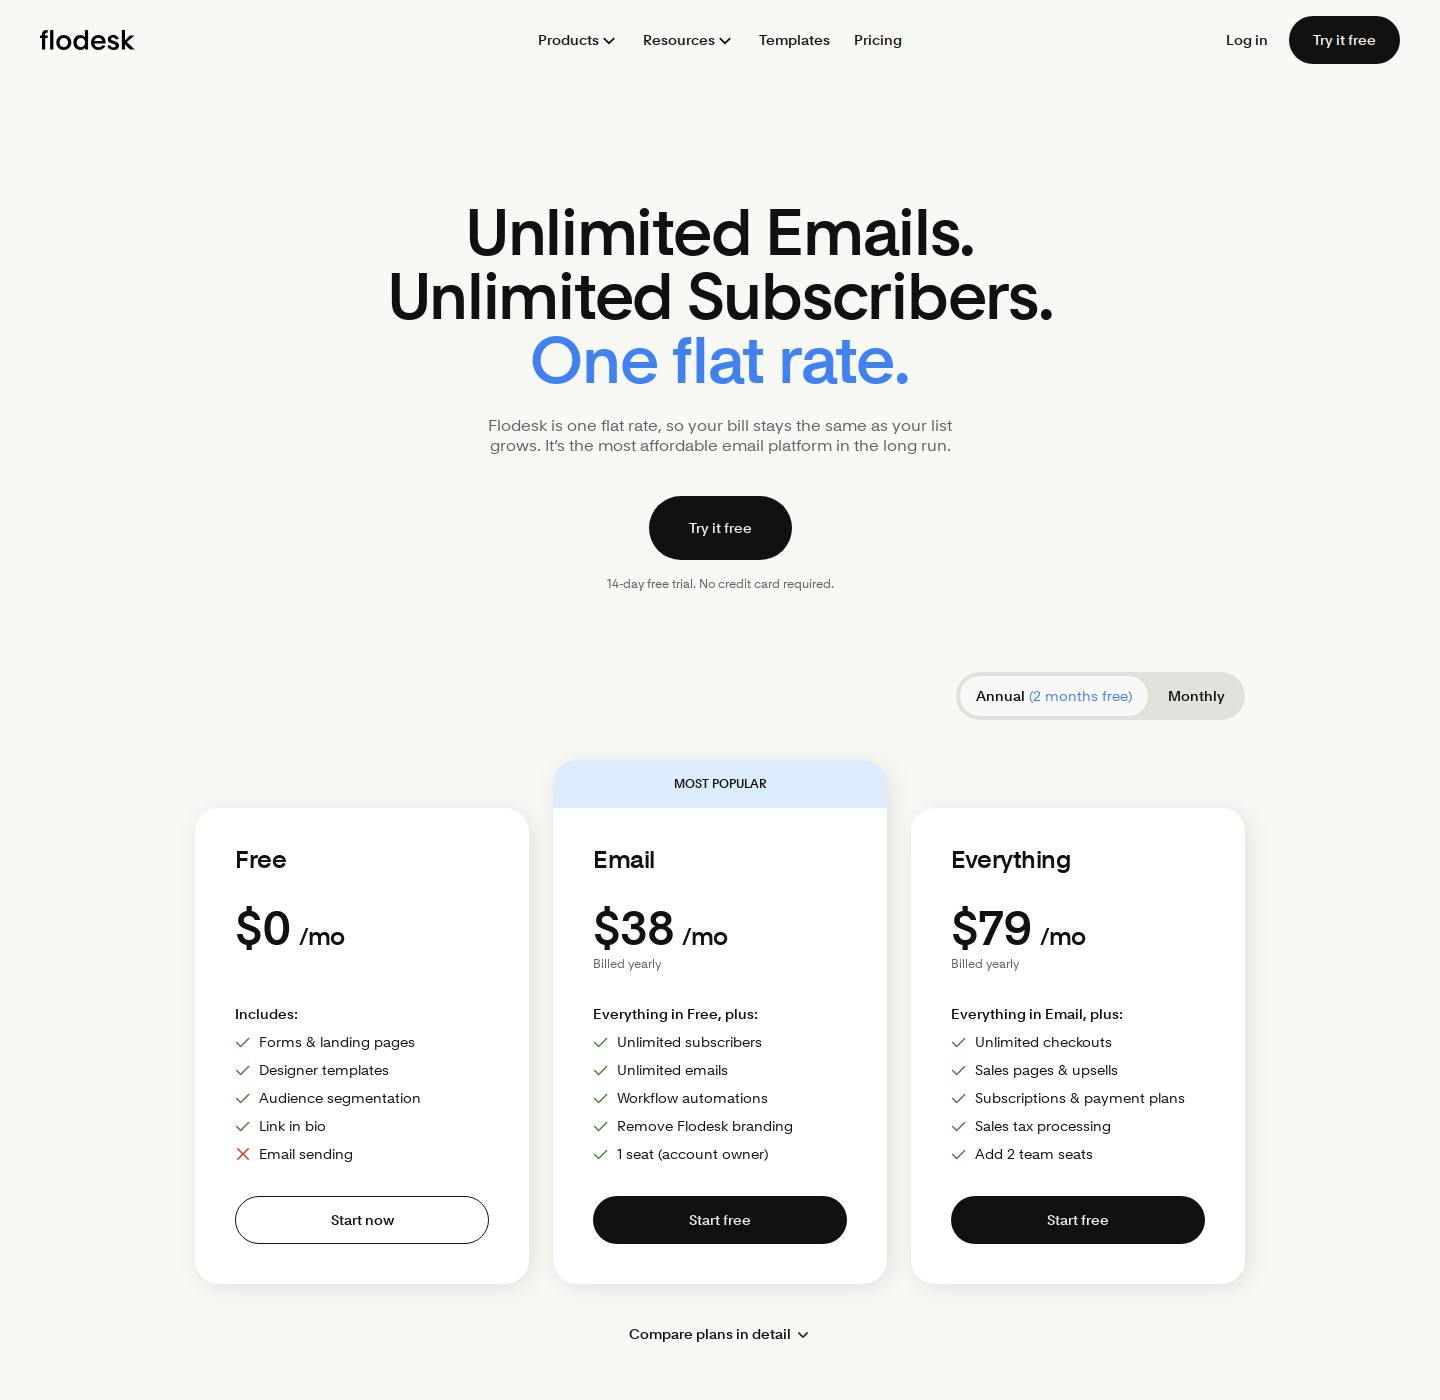 flodesk
Products
Resources
Templates
Pricing
Log in
Try it free
Unlimited Emails.
Unlimited Subscribers.
One flat rate.
Flodesk is one flat rate, so your bill stays the same as your list
grows. It’s the most affordable email platform in the long run.
Try it free
14-day free trial. No credit card required.
Annual (2 months free)
Monthly
MOST POPULAR
Free
$0 /mo
Includes:
Forms & landing pages
Designer templates
Audience segmentation
Link in bio
Email sending
Start now
Email
$38 /mo
Billed yearly
Everything in Free, plus:
Unlimited subscribers
Unlimited emails
Workflow automations
Remove Flodesk branding
1 seat (account owner)
Start free
Everything
$79 /mo
Billed yearly
Everything in Email, plus:
Unlimited checkouts
Sales pages & upsells
Subscriptions & payment plans
Sales tax processing
Add 2 team seats
Start free
Compare plans in detail